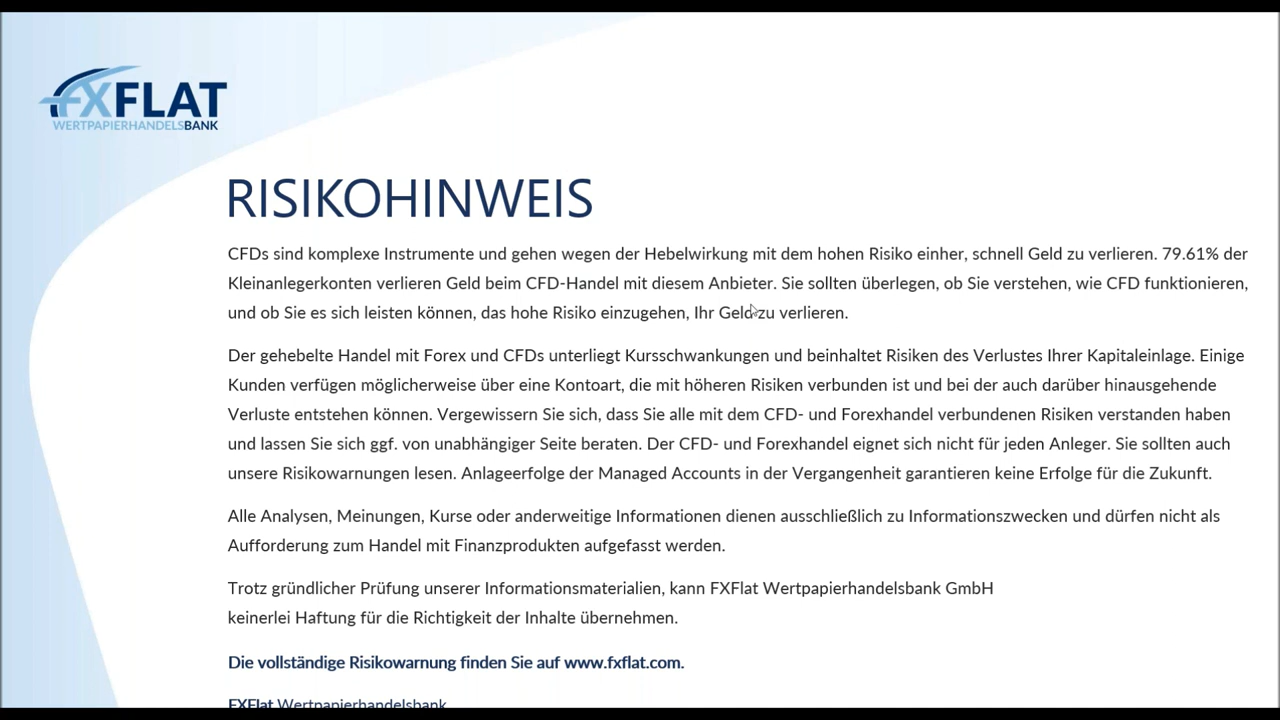 FXFLAT
WERTPAPIERHANDELSBANK
RISIKOHINWEIS
CFDs sind komplexe Instrumente und gehen wegen der Hebelwirkung mit dem hohen Risiko einher, schnell Geld zu verlieren. 79.61% der
Kleinanlegerkonten verlieren Geld beim CFD-Handel mit diesem Anbieter. Sie sollten überlegen, ob Sie verstehen, wie CFD funktionieren,
und ob Sie es sich leisten können, das hohe Risiko einzugehen, Ihr Geld zu verlieren.
Der gehebelte Handel mit Forex und CFDs unterliegt Kursschwankungen und beinhaltet Risiken des Verlustes Ihrer Kapitaleinlage. Einige
Kunden verfügen möglicherweise über eine Kontoart, die mit höheren Risiken verbunden ist und bei der auch darüber hinausgehende
Verluste entstehen können. Vergewissern Sie sich, dass Sie alle mit dem CFD- und Forexhandel verbundenen Risiken verstanden haben
und lassen Sie sich ggf. von unabhängiger Seite beraten. Der CFD- und Forexhandel eignet sich nicht für jeden Anleger. Sie sollten auch
unsere Risikowarnungen lesen. Anlageerfolge der Managed Accounts in der Vergangenheit garantieren keine Erfolge für die Zukunft.
Alle Analysen, Meinungen, Kurse oder anderweitige Informationen dienen ausschließlich zu Informationszwecken und dürfen nicht als
Aufforderung zum Handel mit Finanzprodukten aufgefasst werden.
Trotz gründlicher Prüfung unserer Informationsmaterialien, kann FXFlat Wertpapierhandelsbank GmbH
keinerlei Haftung für die Richtigkeit der Inhalte übernehmen.
Die vollständige Risikowarnung finden Sie auf www.fxflat.com.
FXFlat Wertpapierhandelsbank